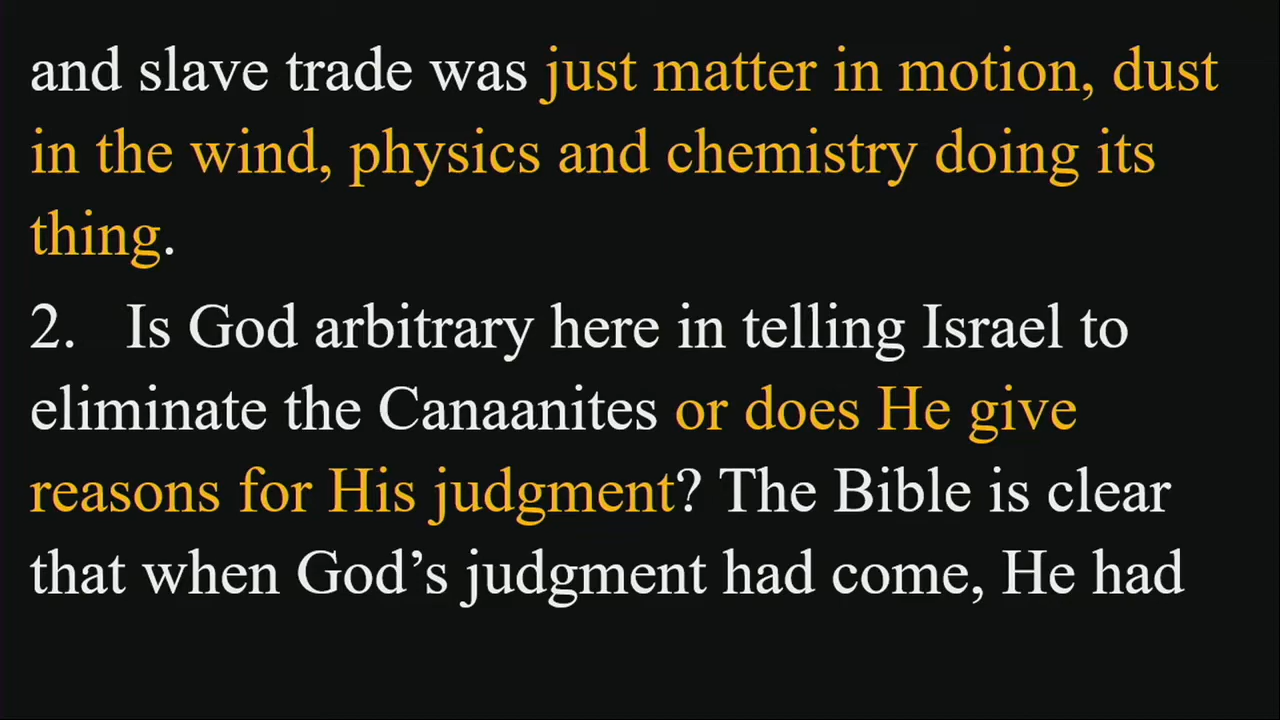 and slave trade was just matter in motion, dust
in the wind, physics and chemistry doing its
thing.
2. Is God arbitrary here in telling Israel to
eliminate the Canaanites or does He give
reasons for His judgment? The Bible is clear
that when God’s judgment had come, He had